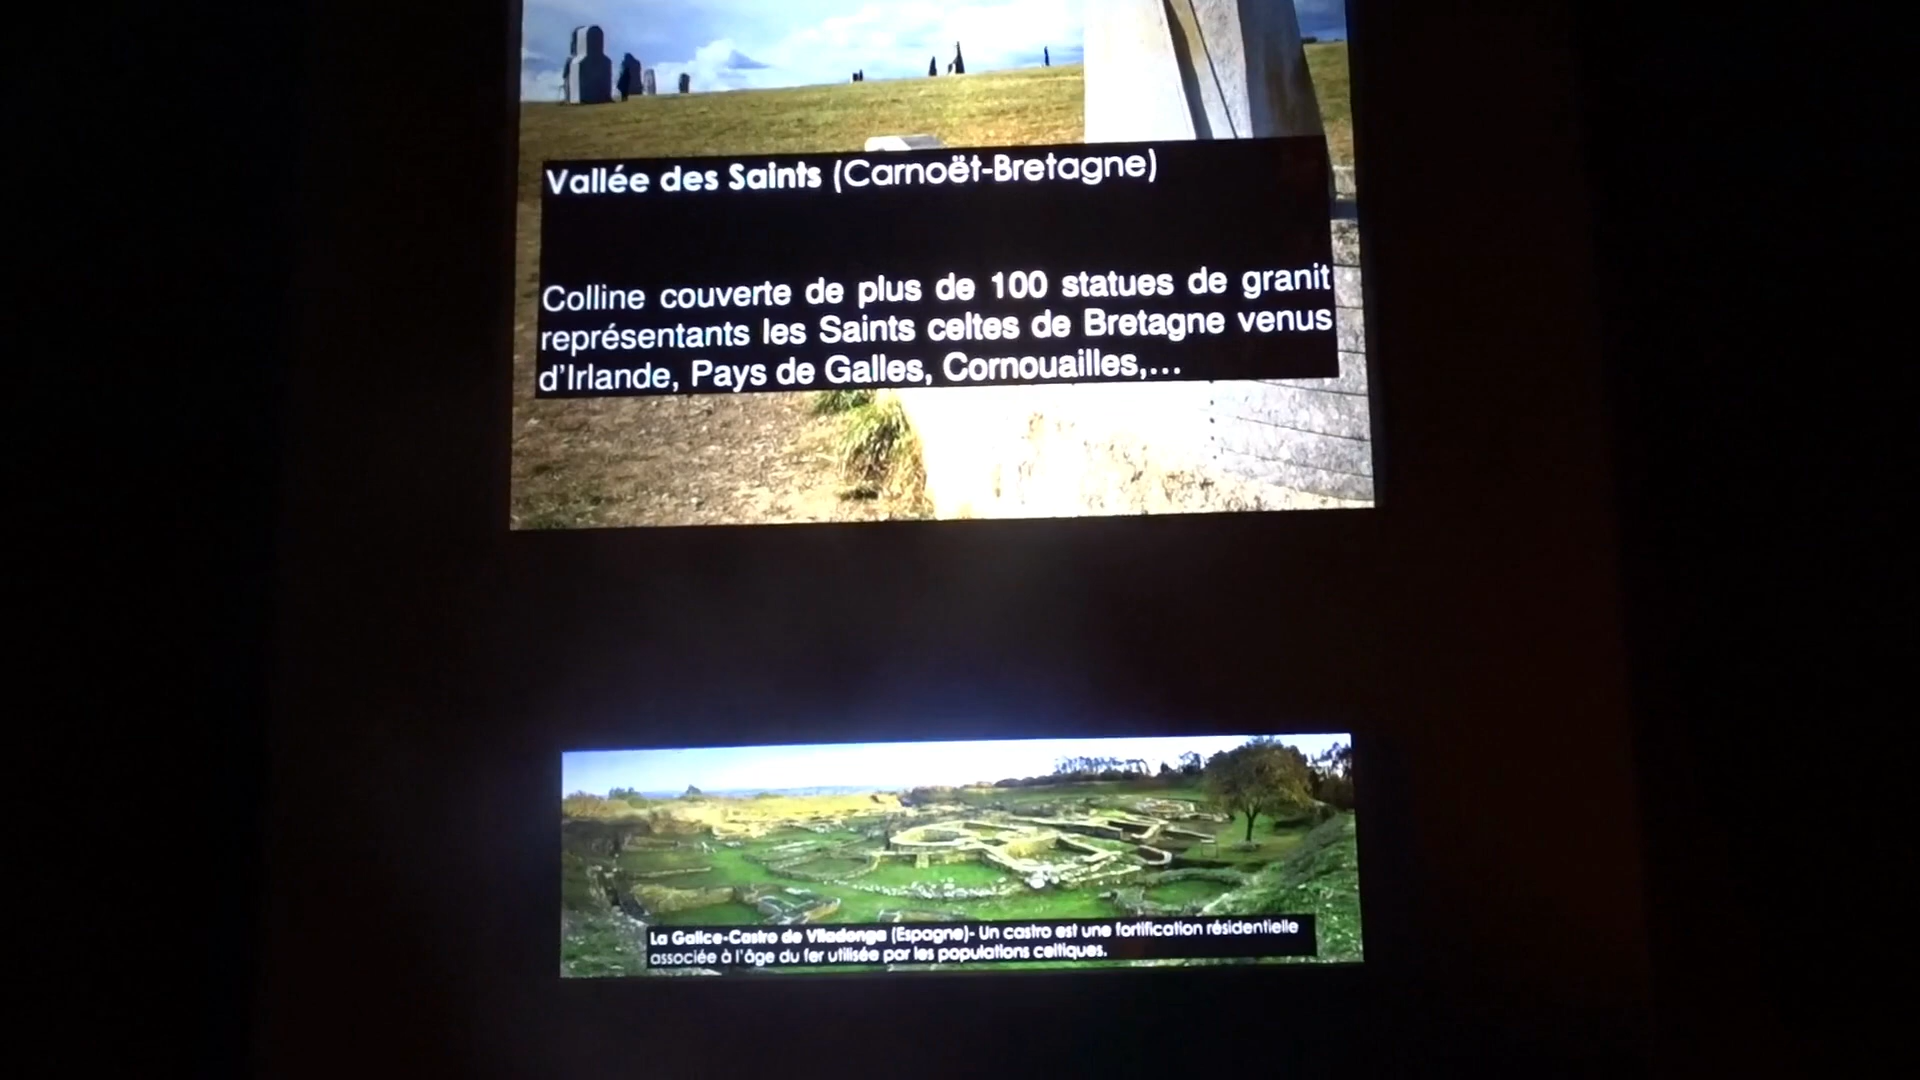 Vallée des Saints (Carnoët-Bretagne)
Colline couverte de plus de 100 statues de granit
représentants les Saints celtes de Bretagne venus
d'Irlande, Pays de Galles, Cornouailles,...
La Galice-Castro de Viladonga (Espagne)- Un castro est une fortification résidentielle
associée à l'âge du fer utilisée par les populations celtiques.